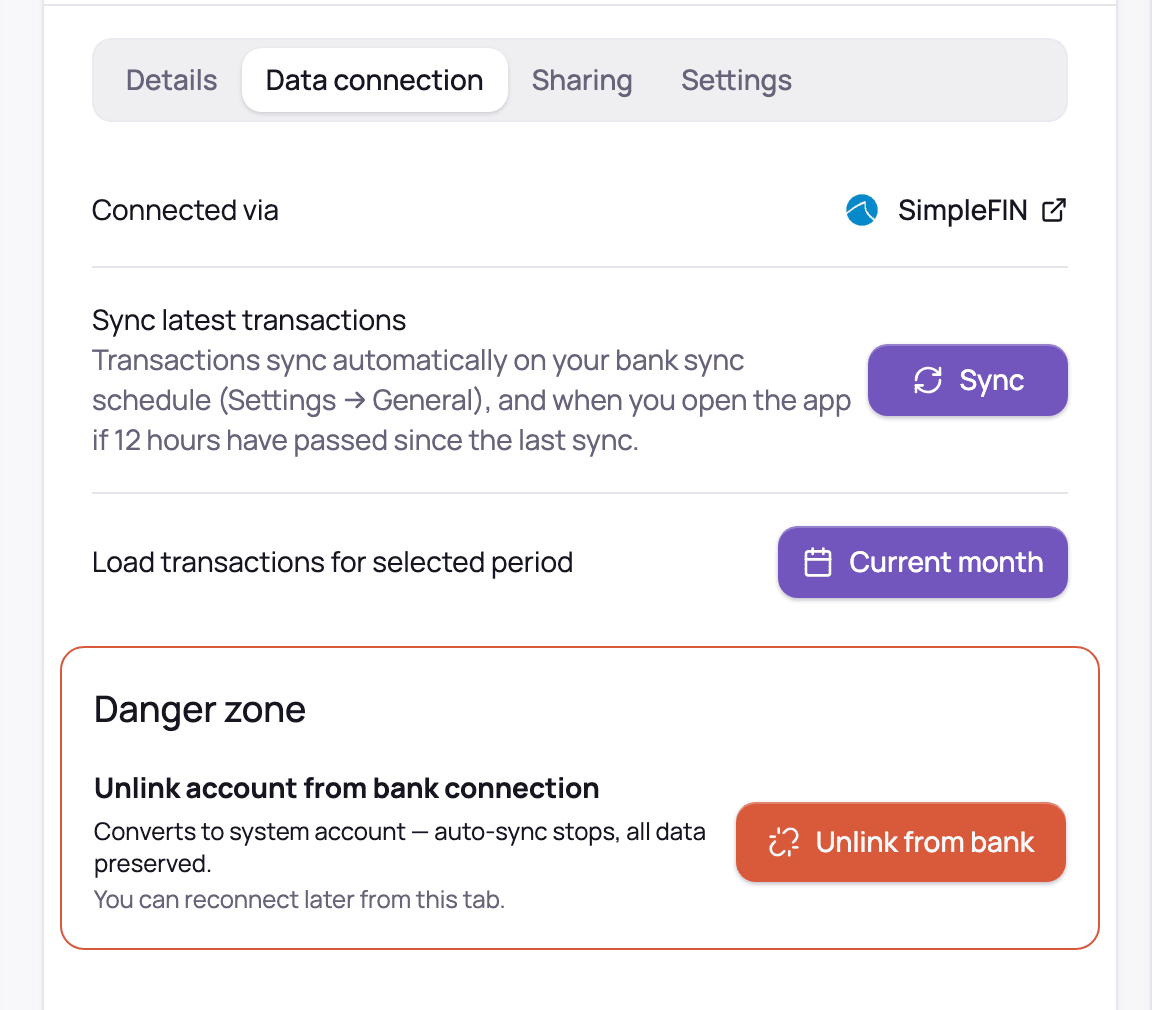 Details Data connection Sharing Settings
Connected via SimpleFIN
Sync latest transactions
Transactions sync automatically on your bank sync
schedule (Settings → General), and when you open the app
if 12 hours have passed since the last sync.
Sync
Load transactions for selected period Current month
Danger zone
Unlink account from bank connection
Converts to system account — auto-sync stops, all data
preserved.
You can reconnect later from this tab.
Unlink from bank